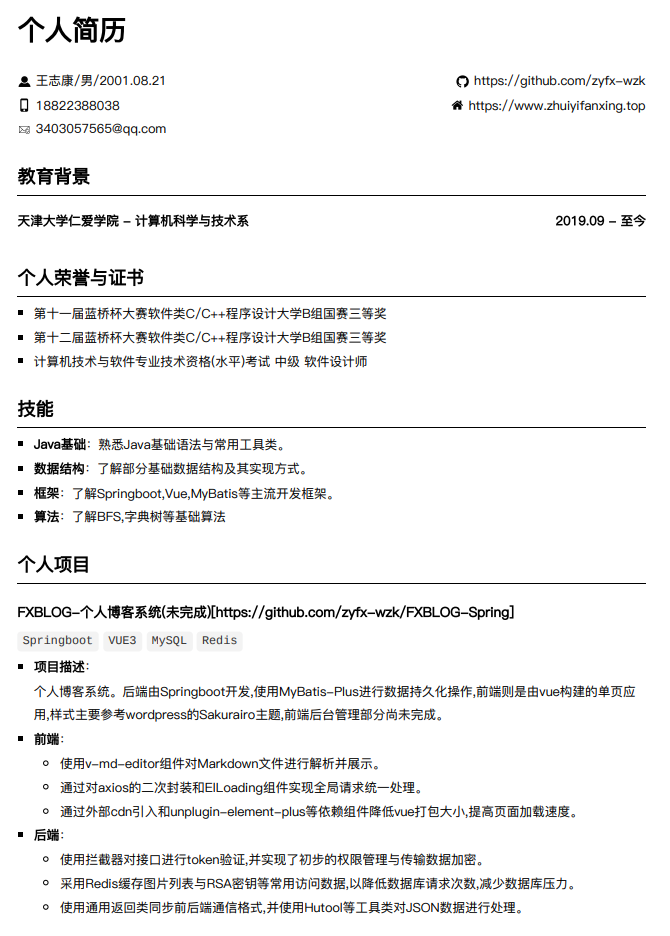 个人简历
王志康/男/2001.08.21
https://github.com/zyfx-wzk
18822388038
https://www.zhuiyifanxing.top
3403057565@qq.com
教育背景
天津大学仁爱学院 - 计算机科学与技术系
2019.09 - 至今
个人荣誉与证书
第十一届蓝桥杯大赛软件类C/C++程序设计大学B组国赛三等奖
第十二届蓝桥杯大赛软件类C/C++程序设计大学B组国赛三等奖
计算机技术与软件专业技术资格(水平)考试 中级 软件设计师
技能
Java基础：熟悉Java基础语法与常用工具类。
数据结构：了解部分基础数据结构及其实现方式。
框架：了解Springboot,Vue,MyBatis等主流开发框架。
算法：了解BFS,字典树等基础算法
个人项目
FXBLOG-个人博客系统(未完成)[https://github.com/zyfx-wzk/FXBLOG-Spring]
Springboot VUE3 MySQL Redis
项目描述：
个人博客系统。后端由Springboot开发,使用MyBatis-Plus进行数据持久化操作,前端则是由vue构建的单页应
用,样式主要参考wordpress的Sakurairo主题,前端后台管理部分尚未完成。
前端：
使用v-md-editor组件对Markdown文件进行解析并展示。
通过对axios的二次封装和ElLoading组件实现全局请求统一处理。
通过外部cdn引入和unplugin-element-plus等依赖组件降低vue打包大小,提高页面加载速度。
后端：
使用拦截器对接口进行token验证,并实现了初步的权限管理与传输数据加密。
采用Redis缓存图片列表与RSA密钥等常用访问数据,以降低数据库请求次数,减少数据库压力。
使用通用返回类同步前后端通信格式,并使用Hutool等工具类对JSON数据进行处理。